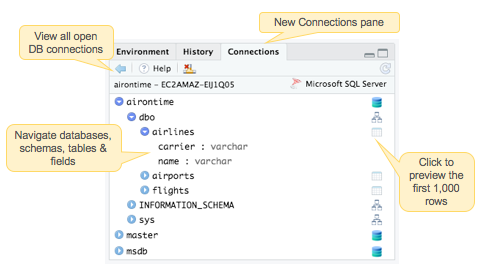 New Connections pane
View all open
DB connections
Environment History Connections
Help
airontime – EC2AMAZ-EIJ1Q05 Microsoft SQL Server
airontime
dbo
airlines
carrier : varchar
name : varchar
airports
flights
INFORMATION_SCHEMA
sys
master
msdb
Navigate databases,
schemas, tables &
fields
Click to
preview the
first 1,000
rows